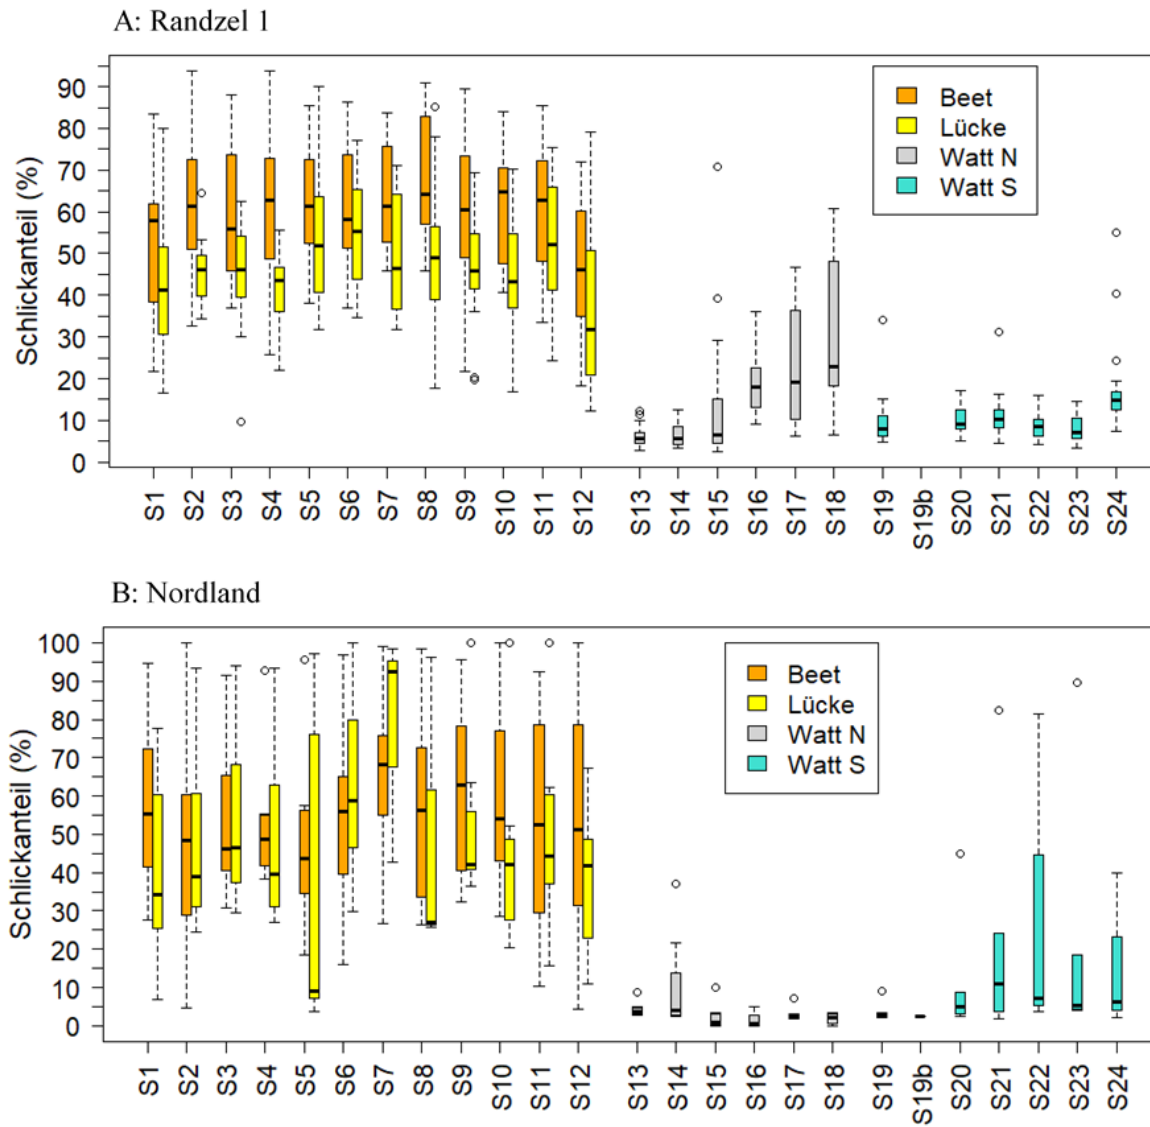 A: Randzel 1
Schlickanteil (%)
90
80
70
60
50
40
30
20
10
0
Beet
Lücke
Watt N
Watt S
S1 S2 S3 S4 S5 S6 S7 S8 S9 S10 S11 S12 S13 S14 S15 S16 S17 S18 S19 S19b S20 S21 S22 S23 S24
B: Nordland
Schlickanteil (%)
100
90
80
70
60
50
40
30
20
10
0
Beet
Lücke
Watt N
Watt S
S1 S2 S3 S4 S5 S6 S7 S8 S9 S10 S11 S12 S13 S14 S15 S16 S17 S18 S19 S19b S20 S21 S22 S23 S24